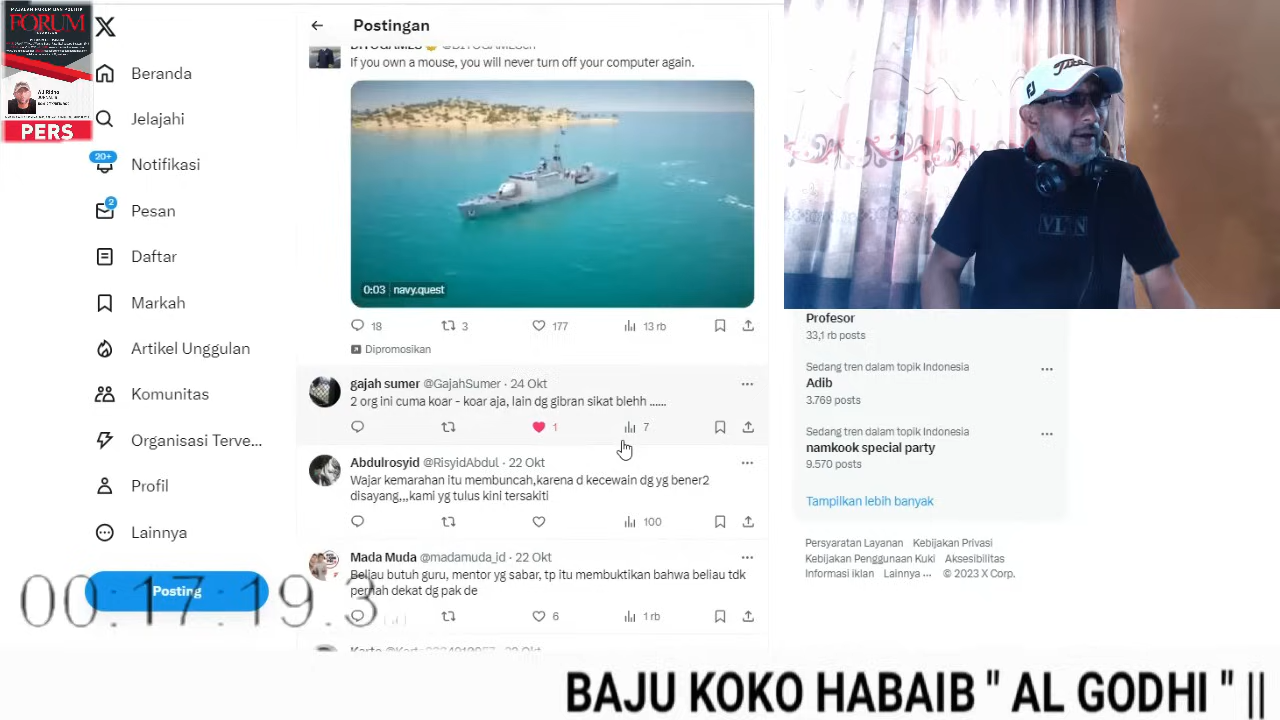 MAJALAH HUKUM DAN POLITIK
FORUM
PERS
Beranda
Jelajahi
20+
Notifikasi
2
Pesan
Daftar
Markah
Artikel Unggulan
Komunitas
Organisasi Terve...
Profil
Lainnya
Posting
00.17.19.3
Postingan
If you own a mouse, you will never turn off your computer again.
0:03 navy.quest
18 3 177 13 rb
Dipromosikan
gajah sumer @GajahSumer · 24 Okt
2 org ini cuma koar - koar aja, lain dg gibran sikat blehh ......
1 7
Abdulrosyid @RisyidAbdul · 22 Okt
Wajar kemarahan itu membuncah,karena d kecewain dg yg bener2
disayang,,,kami yg tulus kini tersakiti
100
Mada Muda @madamuda_id · 22 Okt
Beliau butuh guru, mentor yg sabar, tp itu membuktikan bahwa beliau tdk
pernah dekat dg pak de
6 1 rb
Profesor
33,1 rb posts
Sedang tren dalam topik Indonesia
Adib
3.769 posts
Sedang tren dalam topik Indonesia
namkook special party
9.570 posts
Tampilkan lebih banyak
Persyaratan Layanan Kebijakan Privasi
Kebijakan Penggunaan Kuki Aksesibilitas
Informasi iklan Lainnya ··· © 2023 X Corp.
BAJU KOKO HABAIB " AL GODHI " ||